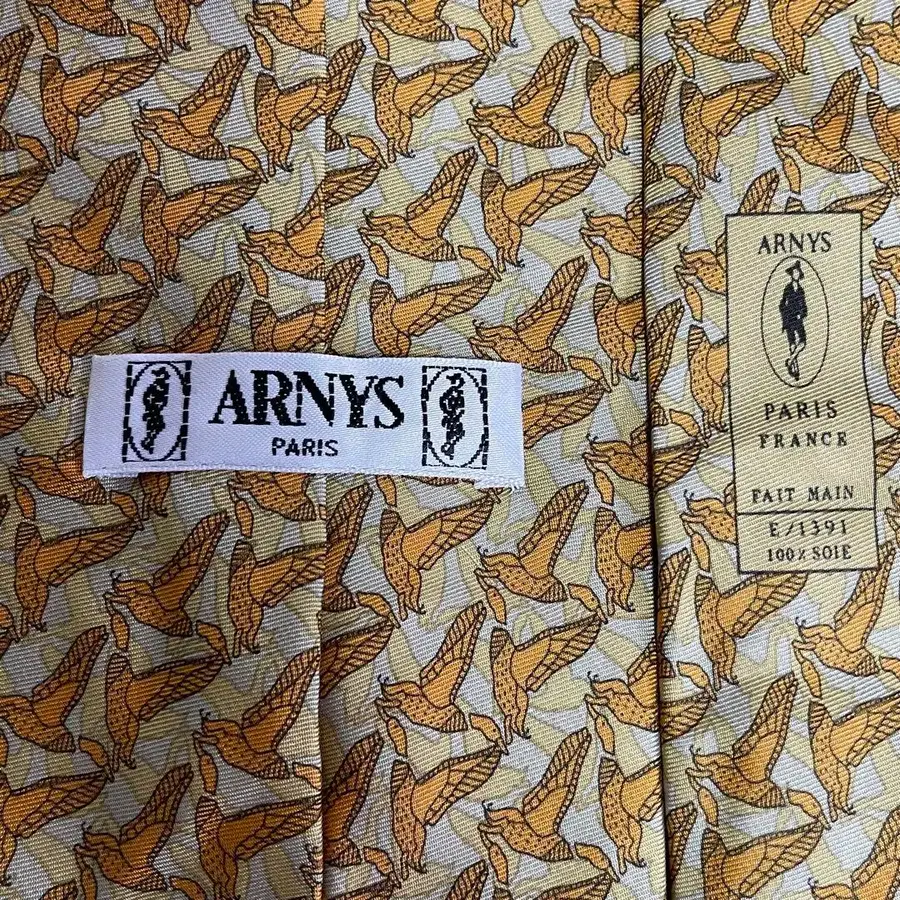 ARNYS
PARIS
ARNYS
PARIS
FRANCE
FAIT MAIN
E/1391
100% SOIE